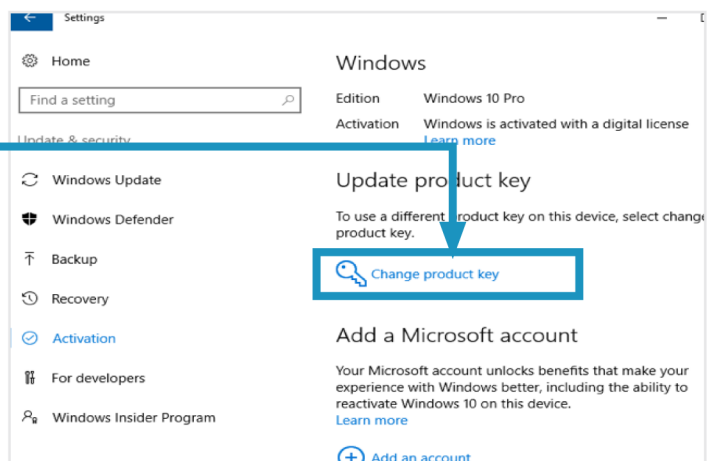 Settings
Home
Find a setting
Update & security
Windows Update
Windows Defender
Backup
Recovery
Activation
For developers
Windows Insider Program
Windows
Edition Windows 10 Pro
Activation Windows is activated with a digital license
Learn more
Update product key
To use a different product key on this device, select change
product key.
Change product key
Add a Microsoft account
Your Microsoft account unlocks benefits that make your
experience with Windows better, including the ability to
reactivate Windows 10 on this device.
Learn more
Add an account